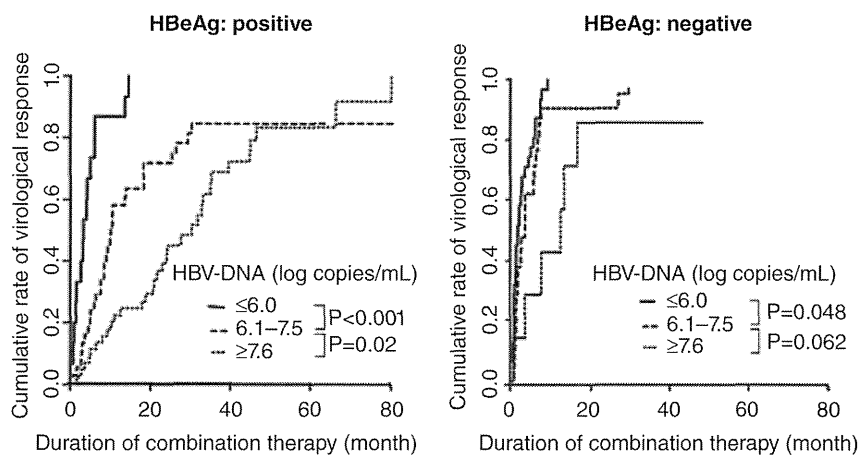 HBeAg: positive
Cumulative rate of virological response
1.0
0.8
0.6
0.4
0.2
0.0
HBV-DNA (log copies/mL)
≤6.0
6.1–7.5
≥7.6
P<0.001
P=0.02
0 20 40 60 80
Duration of combination therapy (month)
HBeAg: negative
Cumulative rate of virological response
1.0
0.8
0.6
0.4
0.2
0.0
HBV-DNA (log copies/mL)
≤6.0
6.1–7.5
≥7.6
P=0.048
P=0.062
0 20 40 60 80
Duration of combination therapy (month)